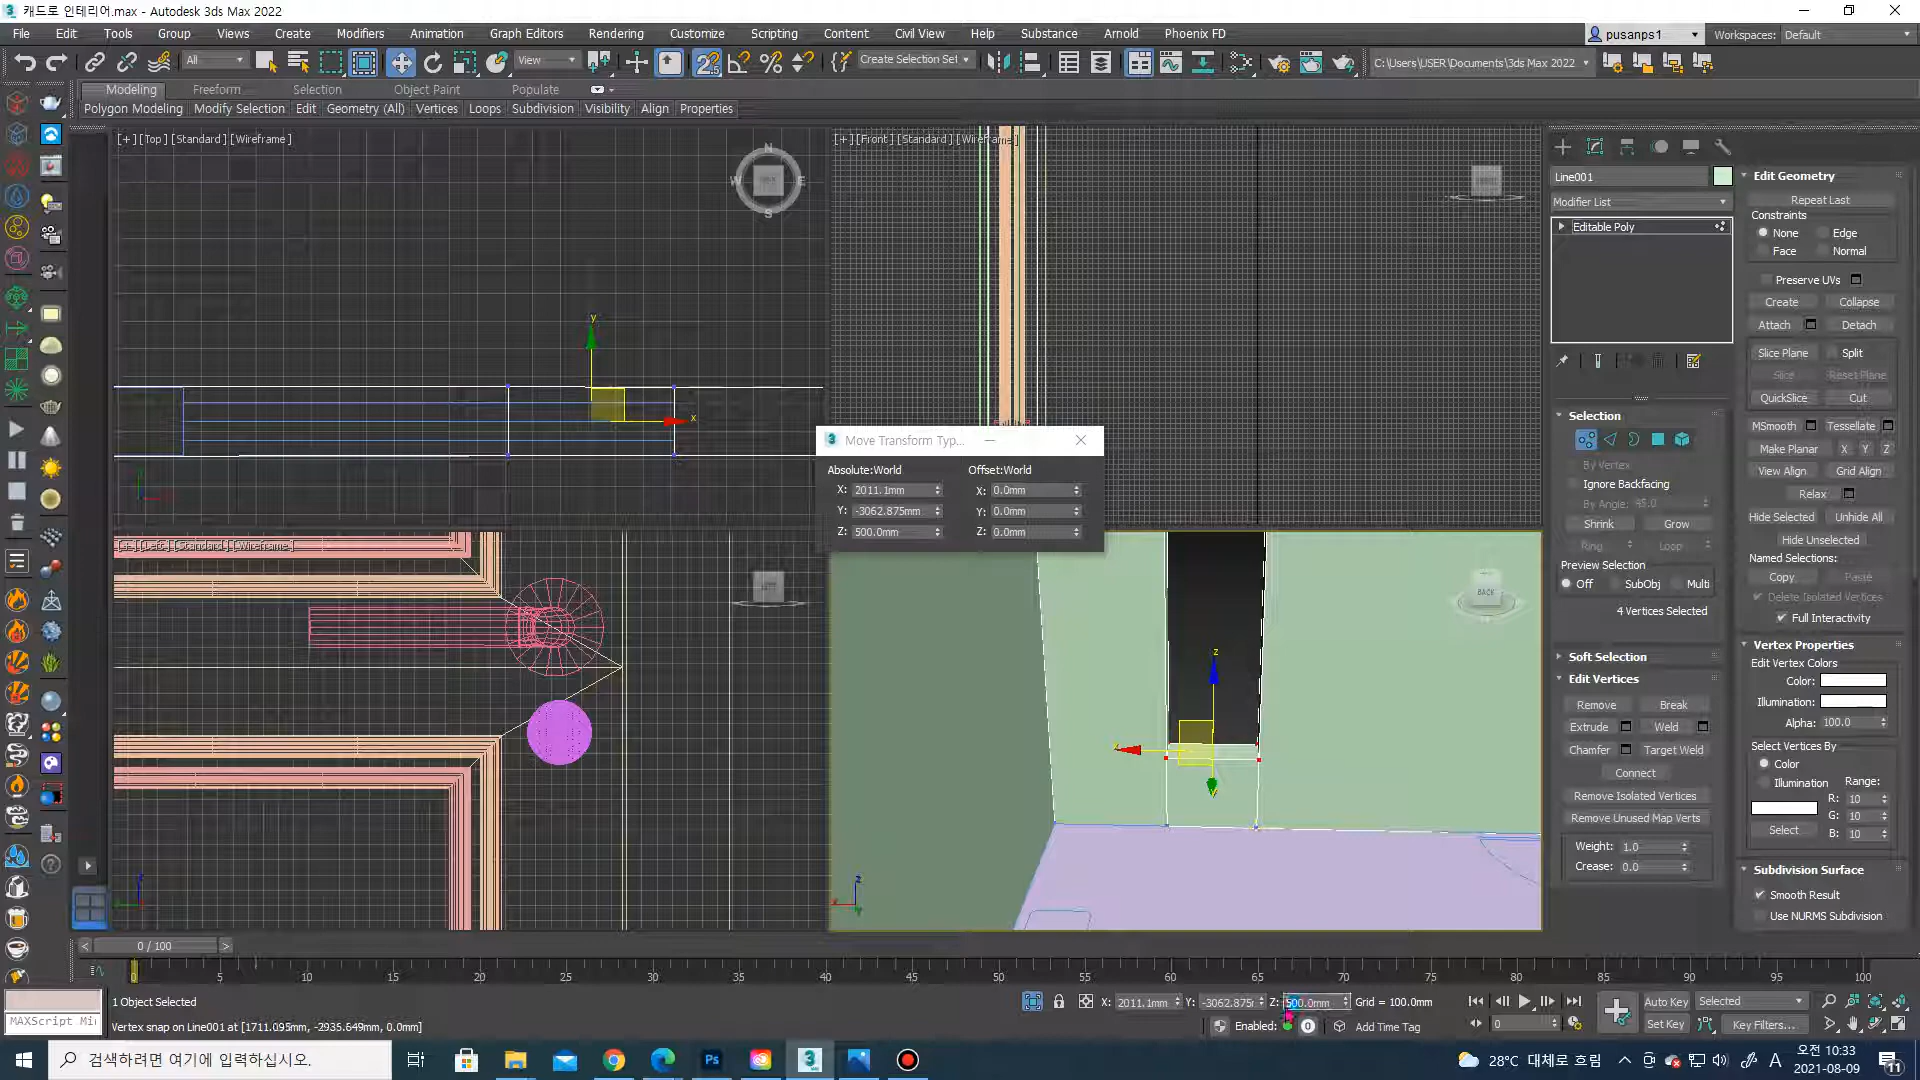 캐드로 인테리어.max - Autodesk 3ds Max 2022
File Edit Tools Group Views Create Modifiers Animation Graph Editors Rendering Customize Scripting Content Civil View Help Substance Arnold Phoenix FD
pusanps1 Workspaces: Default
All View Create Selection Set C:\Users\USER\Documents\3ds Max 2022
Modeling Freeform Selection Object Paint Populate
Polygon Modeling Modify Selection Edit Geometry (All) Vertices Loops Subdivision Visibility Align Properties
[+] [Top] [Standard] [Wireframe]
[+] [Front] [Standard] [Wireframe]
N
W E
S
y
x
[+] [Left] [Standard] [Wireframe]
LEFT
BACK
z
Move Transform Typ...
Absolute:World Offset:World
X: 2011.1mm X: 0.0mm
Y: -3062.875mm Y: 0.0mm
Z: 500.0mm Z: 0.0mm
Line001
Modifier List
Editable Poly
Selection
By Vertex
Ignore Backfacing
By Angle: 45.0
Shrink Grow
Ring Loop
Preview Selection
Off SubObj Multi
4 Vertices Selected
Soft Selection
Edit Vertices
Remove Break
Extrude Weld
Chamfer Target Weld
Connect
Remove Isolated Vertices
Remove Unused Map Verts
Weight: 1.0
Crease: 0.0
Edit Geometry
Repeat Last
Constraints
None Edge
Face Normal
Preserve UVs
Create Collapse
Attach Detach
Slice Plane Split
Slice Reset Plane
QuickSlice Cut
MSmooth Tessellate
Make Planar X Y Z
View Align Grid Align
Relax
Hide Selected Unhide All
Hide Unselected
Named Selections:
Copy Paste
Delete Isolated Vertices
Full Interactivity
Vertex Properties
Edit Vertex Colors
Color:
Illumination:
Alpha: 100.0
Select Vertices By
Color
Illumination Range:
R: 10
G: 10
B: 10
Select
Subdivision Surface
Smooth Result
Use NURMS Subdivision
0 / 100
0 5 10 15 20 25 30 35 40 45 50 55 60 65 70 75 80 85 90 95 100
1 Object Selected
X: 2011.1mm Y: -3062.875r Z: 500.0mm Grid = 100.0mm
Auto Key Selected
MAXScript Mi
Vertex snap on Line001 at [1711.095mm, -2935.649mm, 0.0mm]
Enabled: 0 Add Time Tag
0 Set Key Key Filters...
검색하려면 여기에 입력하십시오.
28°C 대체로 흐림 A
오전 10:33
2021-08-09
11